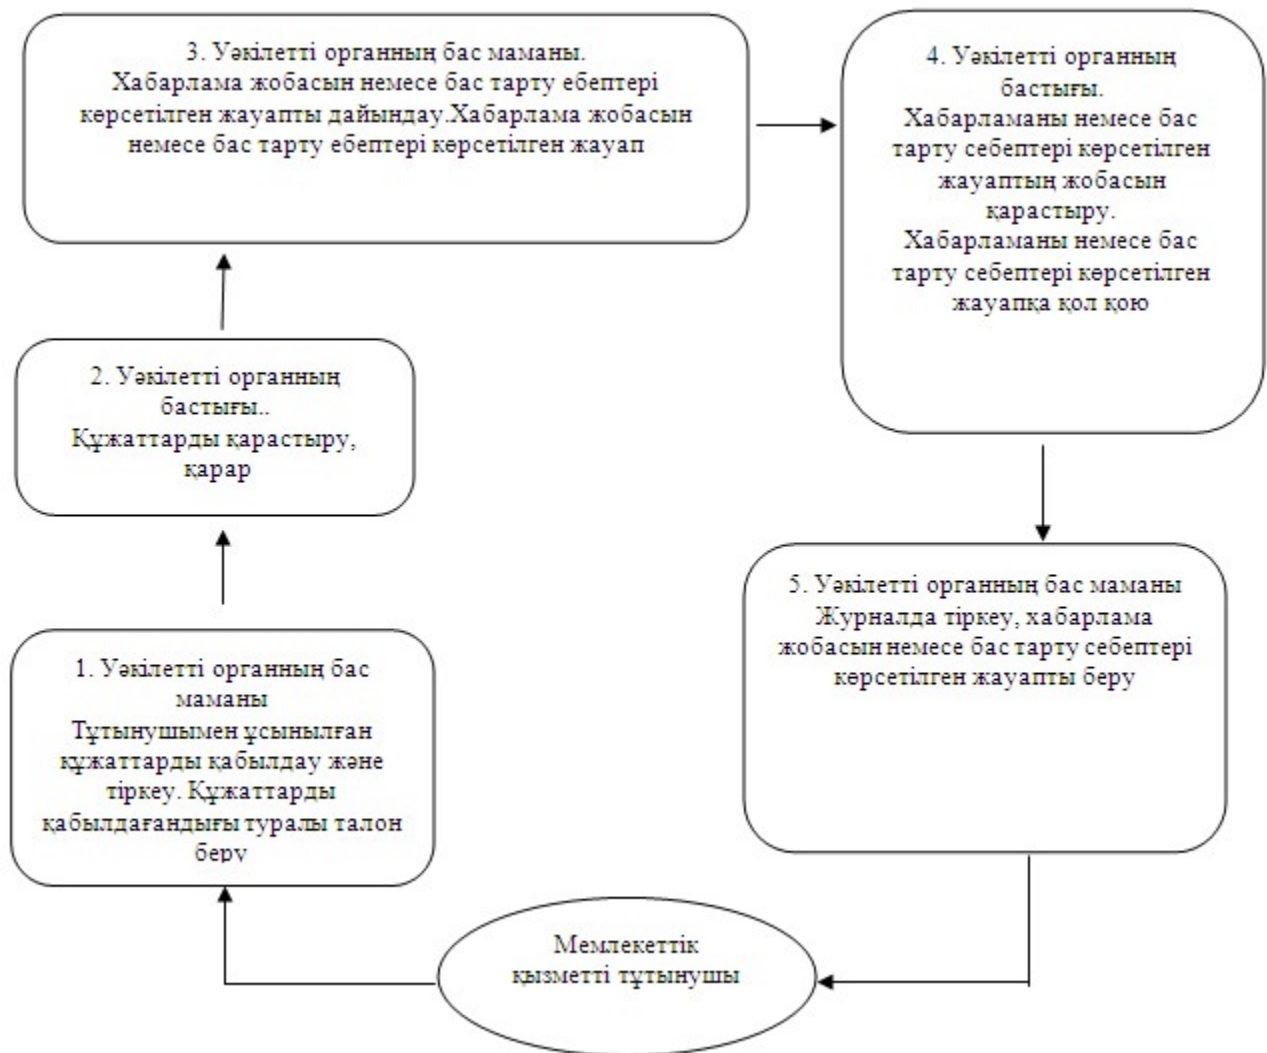 3. Уәкілетті органның бас маманы.
Хабарлама жобасын немесе бас тарту ебептері
көрсетілген жауапты дайындау.Хабарлама жобасын
немесе бас тарту ебептері көрсетілген жауап
4. Уәкілетті органның
бастығы.
Хабарламаны немесе бас
тарту себептері көрсетілген
жауаптың жобасын
қарастыру.
Хабарламаны немесе бас
тарту себептері көрсетілген
жауапқа қол қою
2. Уәкілетті органның
бастығы..
Құжаттарды қарастыру,
қарар
5. Уәкілетті органның бас маманы
Журналда тіркеу, хабарлама
жобасын немесе бас тарту себептері
көрсетілген жауапты беру
1. Уәкілетті органның бас
маманы
Тұтынушымен ұсынылған
құжаттарды қабылдау және
тіркеу. Құжаттарды
қабылдағандығы туралы талон
беру
Мемлекеттік
қызметті тұтынушы